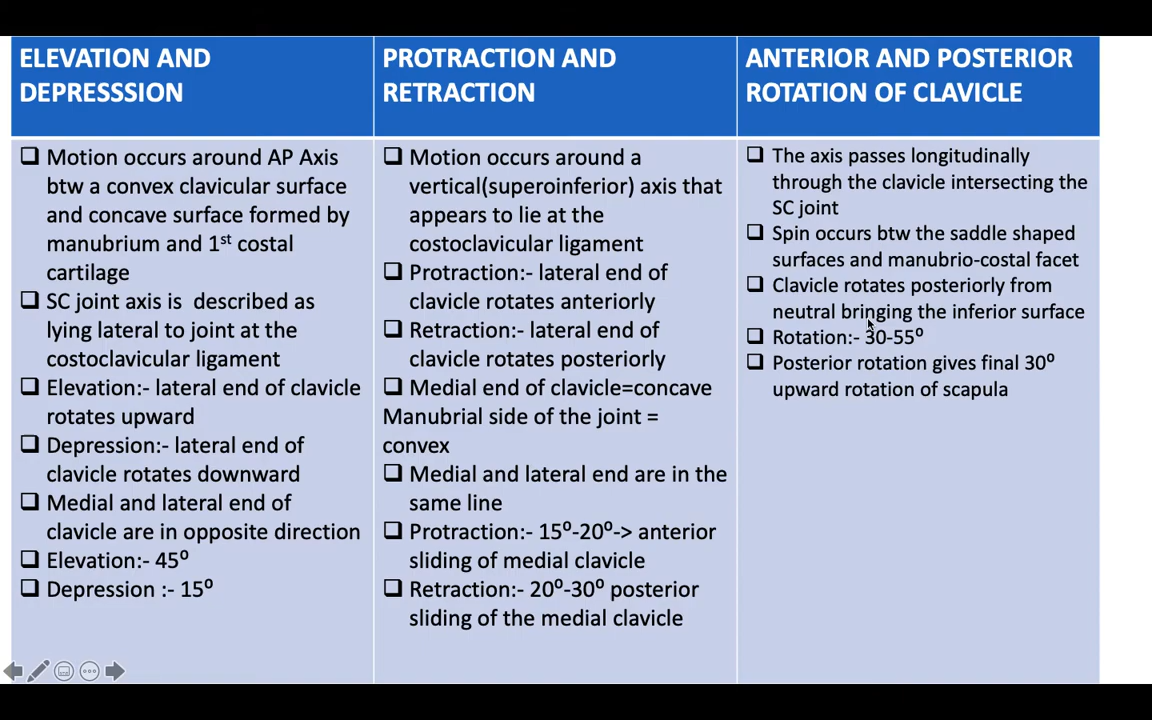 ELEVATION AND
DEPRESSSION
❑ Motion occurs around AP Axis
btw a convex clavicular surface
and concave surface formed by
manubrium and 1st costal
cartilage
❑ SC joint axis is described as
lying lateral to joint at the
costoclavicular ligament
❑ Elevation:- lateral end of clavicle
rotates upward
❑ Depression:- lateral end of
clavicle rotates downward
❑ Medial and lateral end of
clavicle are in opposite direction
❑ Elevation:- 45⁰
❑ Depression :- 15⁰
PROTRACTION AND
RETRACTION
❑ Motion occurs around a
vertical(superoinferior) axis that
appears to lie at the
costoclavicular ligament
❑ Protraction:- lateral end of
clavicle rotates anteriorly
❑ Retraction:- lateral end of
clavicle rotates posteriorly
❑ Medial end of clavicle=concave
Manubrial side of the joint =
convex
❑ Medial and lateral end are in the
same line
❑ Protraction:- 15⁰-20⁰-> anterior
sliding of medial clavicle
❑ Retraction:- 20⁰-30⁰ posterior
sliding of the medial clavicle
ANTERIOR AND POSTERIOR
ROTATION OF CLAVICLE
❑ The axis passes longitudinally
through the clavicle intersecting the
SC joint
❑ Spin occurs btw the saddle shaped
surfaces and manubrio-costal facet
❑ Clavicle rotates posteriorly from
neutral bringing the inferior surface
❑ Rotation:- 30-55⁰
❑ Posterior rotation gives final 30⁰
upward rotation of scapula